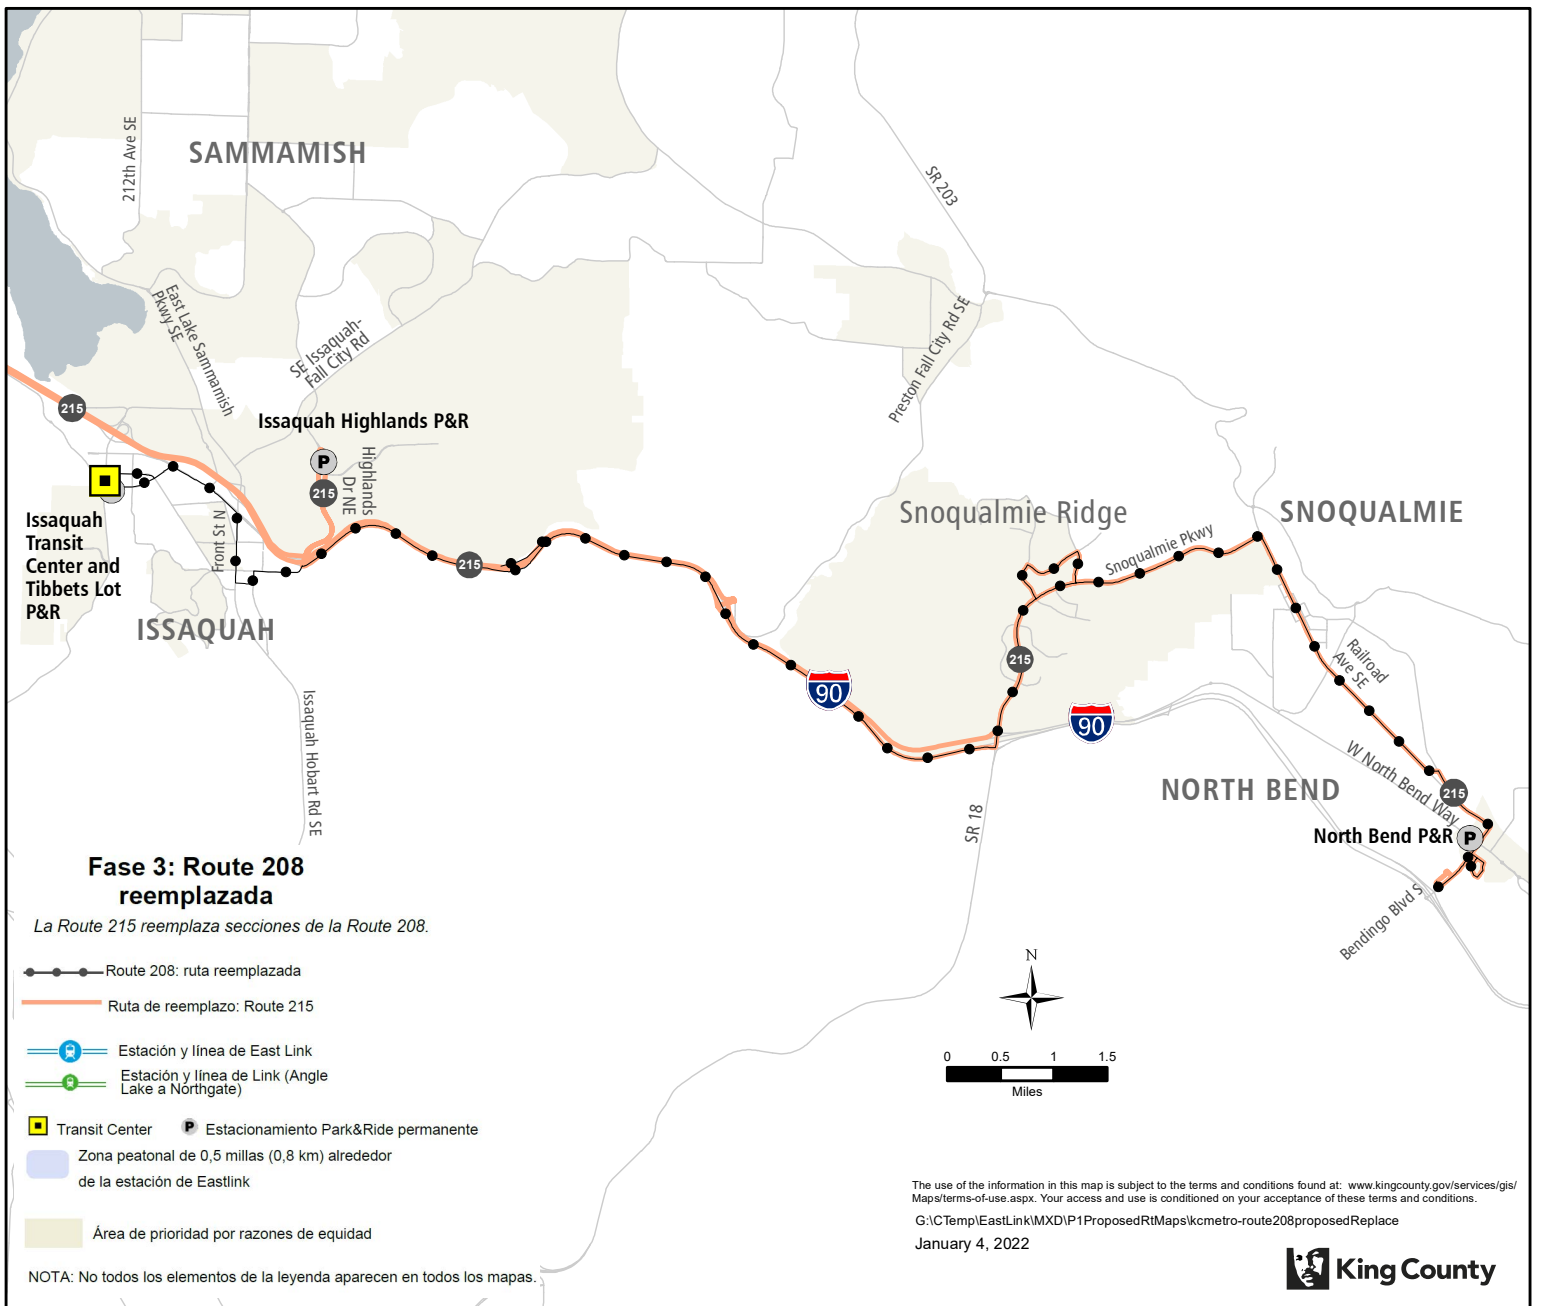 SAMMAMISH
212th Ave SE
SR 203
East Lake Sammamish
Pkwy SE
SE Issaquah-
Fall City Rd
Preston Fall City Rd SE
215
Issaquah Highlands P&R
P
215
Highlands
Dr NE
Front St N
Issaquah
Transit
Center and
Tibbets Lot
P&R
ISSAQUAH
215
Snoqualmie Ridge
Snoqualmie Pkwy
SNOQUALMIE
215
90
90
Railroad
Ave SE
Issaquah Hobart Rd SE
SR 18
NORTH BEND
W North Bend Way
215
North Bend P&R
P
Bendingo Blvd S
Fase 3: Route 208
reemplazada
La Route 215 reemplaza secciones de la Route 208.
Route 208: ruta reemplazada
Ruta de reemplazo: Route 215
Estación y línea de East Link
Estación y línea de Link (Angle
Lake a Northgate)
Transit Center
P Estacionamiento Park&Ride permanente
Zona peatonal de 0,5 millas (0,8 km) alrededor
de la estación de Eastlink
Área de prioridad por razones de equidad
NOTA: No todos los elementos de la leyenda aparecen en todos los mapas.
N
0 0.5 1 1.5
Miles
The use of the information in this map is subject to the terms and conditions found at: www.kingcounty.gov/services/gis/
Maps/terms-of-use.aspx. Your access and use is conditioned on your acceptance of these terms and conditions.
G:\CTemp\EastLink\MXD\P1ProposedRtMaps\kcmetro-route208proposedReplace
January 4, 2022
King County